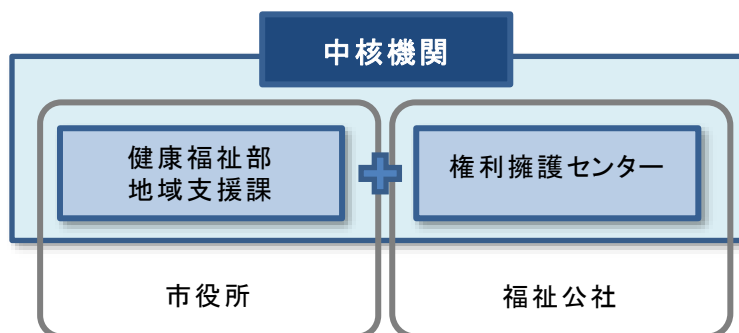 中核機関
健康福祉部
地域支援課
権利擁護センター
市役所
福祉公社